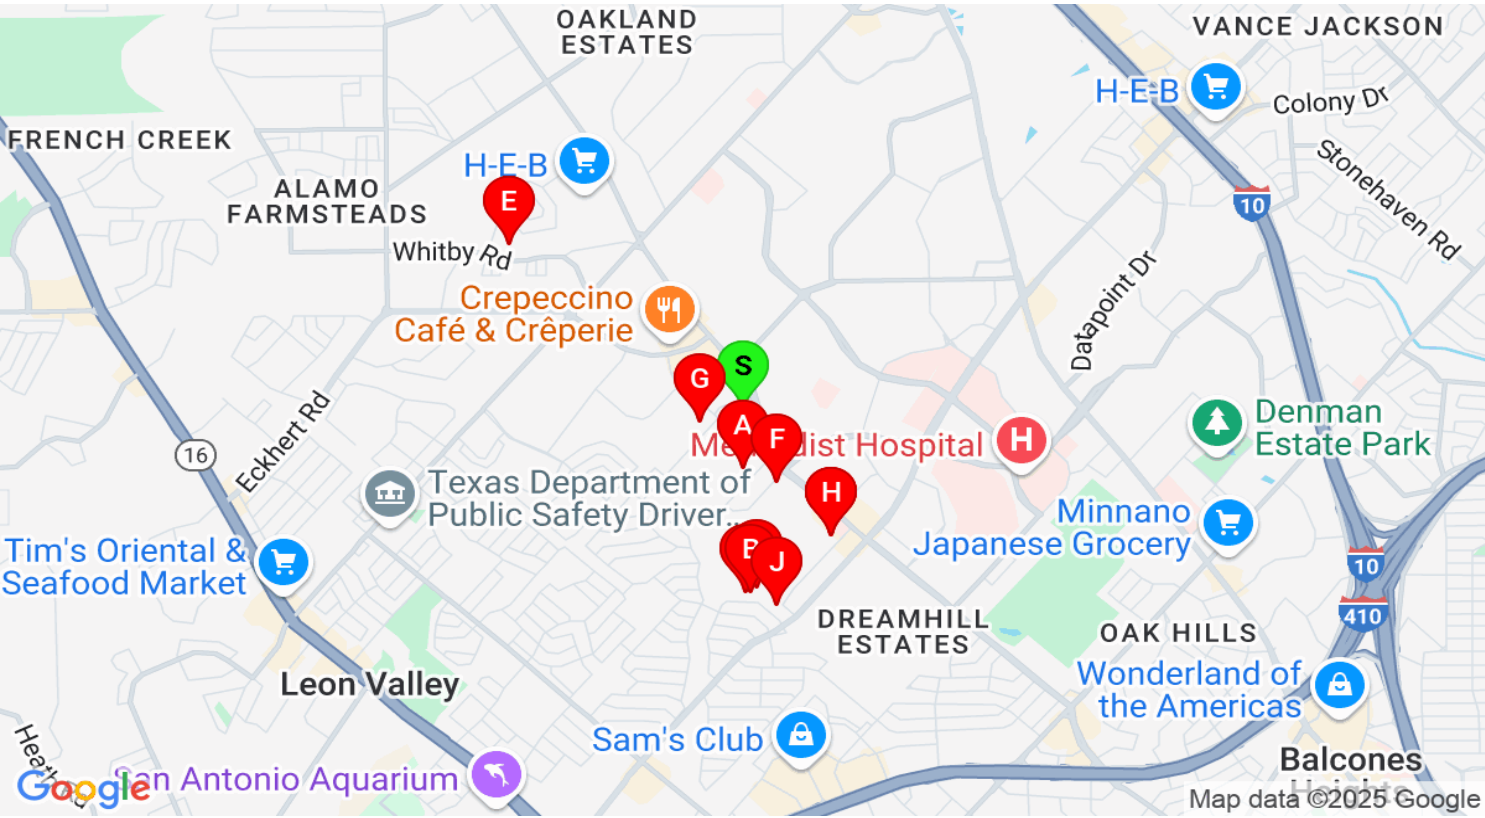 OAKLAND
ESTATES
VANCE JACKSON
H-E-B
Colony Dr
FRENCH CREEK
Stonehaven Rd
H-E-B
ALAMO
FARMSTEADS
E
10
Whitby Rd
Datapoint Dr
Crepeccino
Café & Crêperie
S
G
A
F
Methodist Hospital
H
Denman
Estate Park
Eckhert Rd
16
Texas Department of
Public Safety Driver..
H
Minnano
Japanese Grocery
Tim's Oriental &
Seafood Market
B
J
10
410
DREAMHILL
ESTATES
OAK HILLS
Leon Valley
Wonderland of
the Americas
Sam's Club
San Antonio Aquarium
Balcones
Heights
Google
Map data ©2025 Google